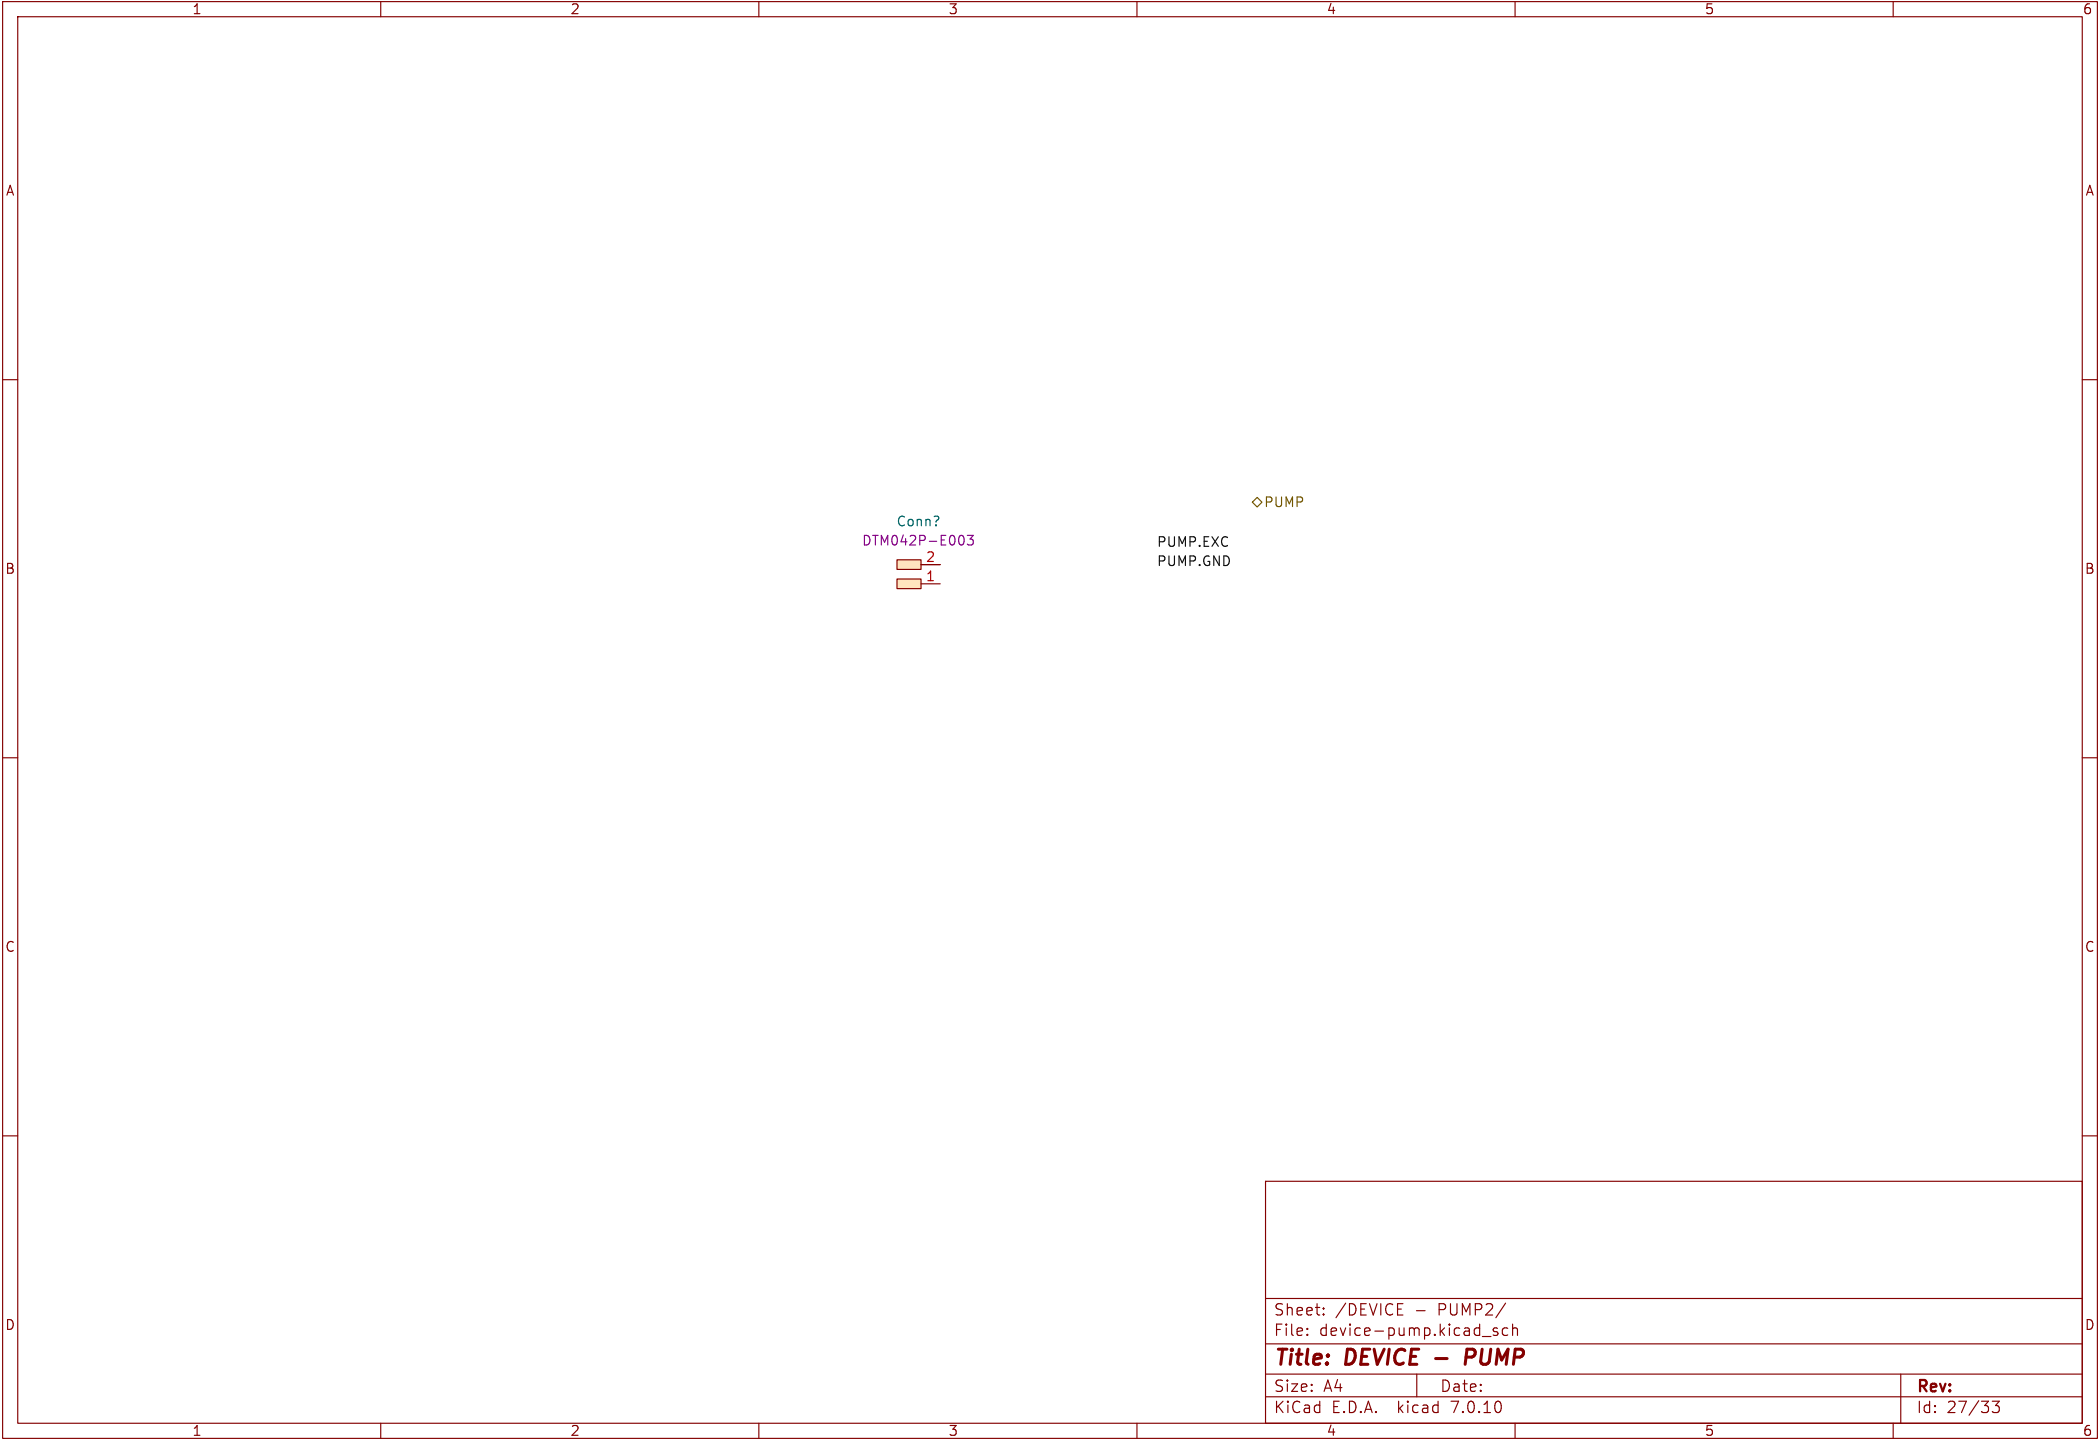 1 2 3 4 5 6
A A
PUMP
Conn?
DTM042P-E003
PUMP.EXC
2
PUMP.GND
B B
1
C C
Sheet: /DEVICE - PUMP2/
D D
File: device-pump.kicad_sch
Title: DEVICE - PUMP
Size: A4 Date: Rev:
KiCad E.D.A. kicad 7.0.10 Id: 27/33
1 2 3 4 5 6